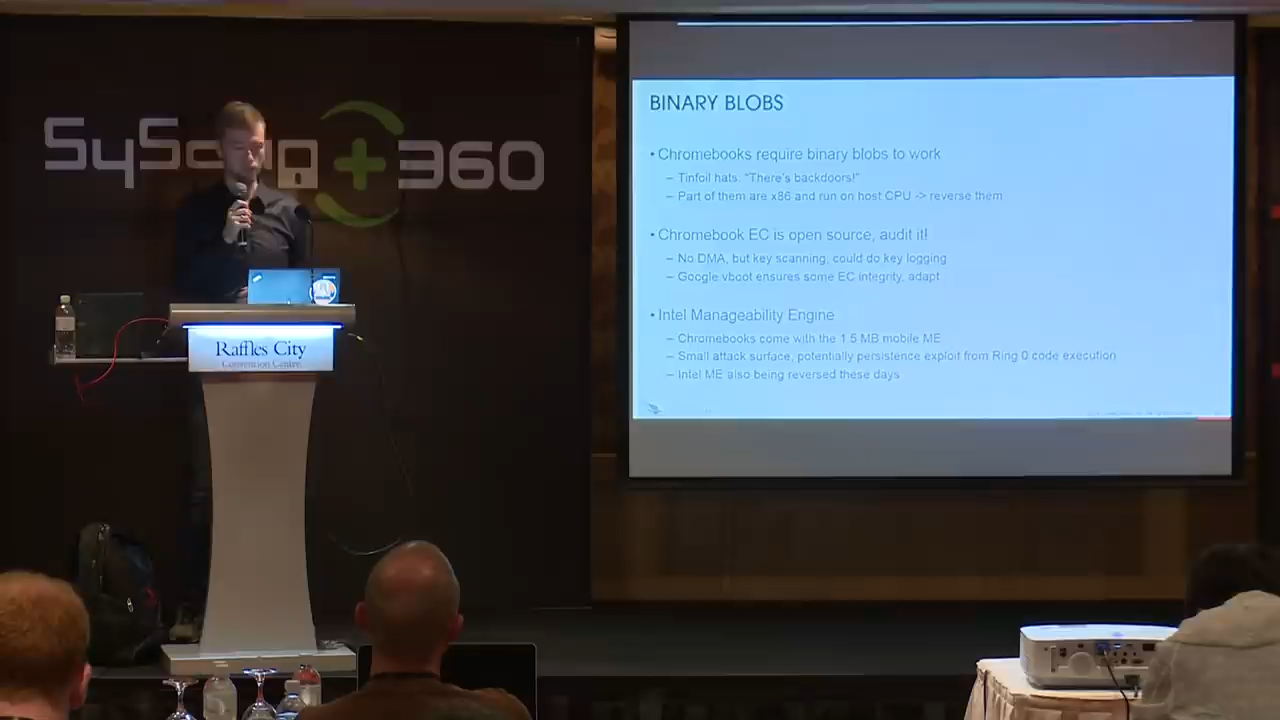 SyScan + 360
Raffles City
Convention Centre
BINARY BLOBS
• Chromebooks require binary blobs to work
– Tinfoil hats: "There's backdoors!"
– Part of them are x86 and run on host CPU -> reverse them
• Chromebook EC is open source, audit it!
– No DMA, but key scanning, could do key logging
– Google vboot ensures some EC integrity, adapt
• Intel Manageability Engine
– Chromebooks come with the 1.5 MB mobile ME
– Small attack surface, potentially persistence exploit from Ring 0 code execution
– Intel ME also being reversed these days